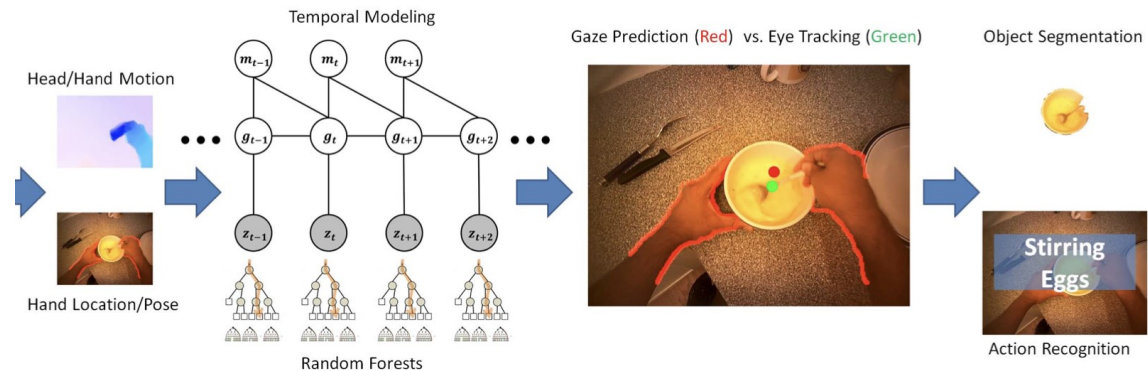 Temporal Modeling
Gaze Prediction (Red) vs. Eye Tracking (Green)
Object Segmentation
Head/Hand Motion
m_{t-1} m_t m_{t+1}
g_{t-1} g_t g_{t+1} g_{t+2}
z_{t-1} z_t z_{t+1} z_{t+2}
Hand Location/Pose
Random Forests
Stirring
Eggs
Action Recognition